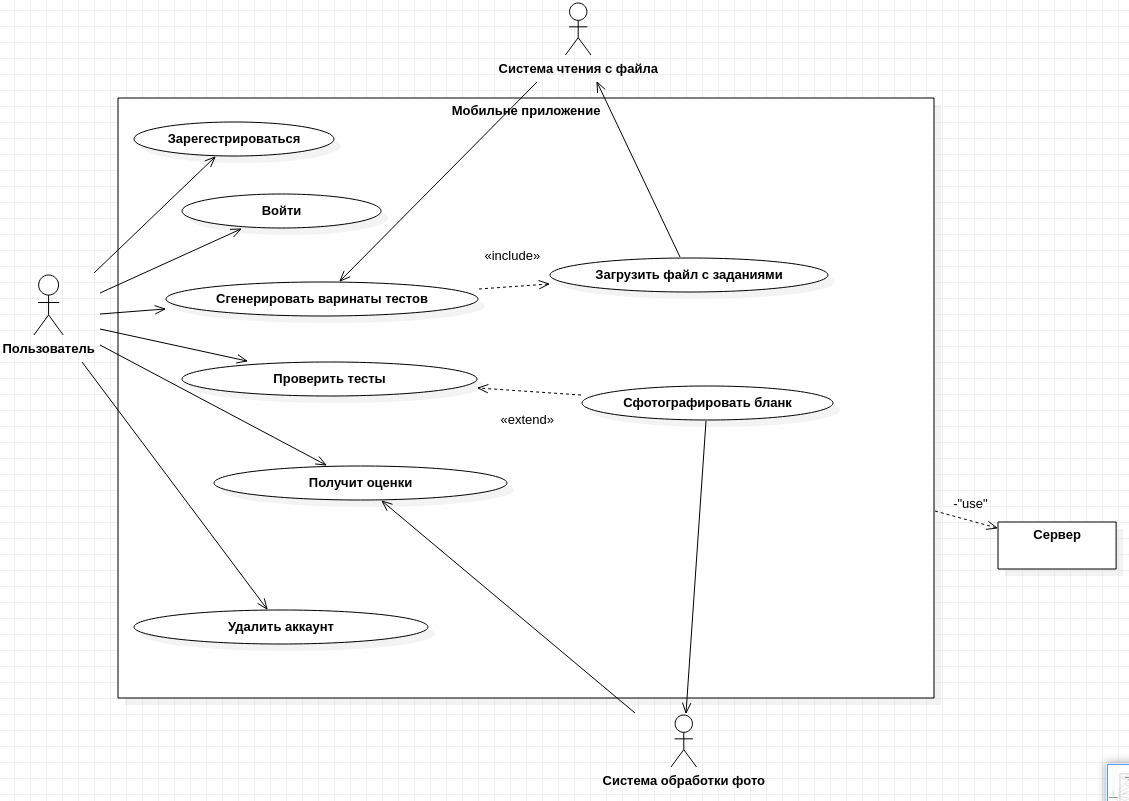 Система чтения с файла
Мобильне приложение
Зарегестрироваться
Войти
«include»
Загрузить файл с заданиями
Сгенерировать варинаты тестов
Пользователь
Проверить тесты
Сфотографировать бланк
«extend»
Получит оценки
-"use"
Сервер
Удалить аккаунт
Система обработки фото